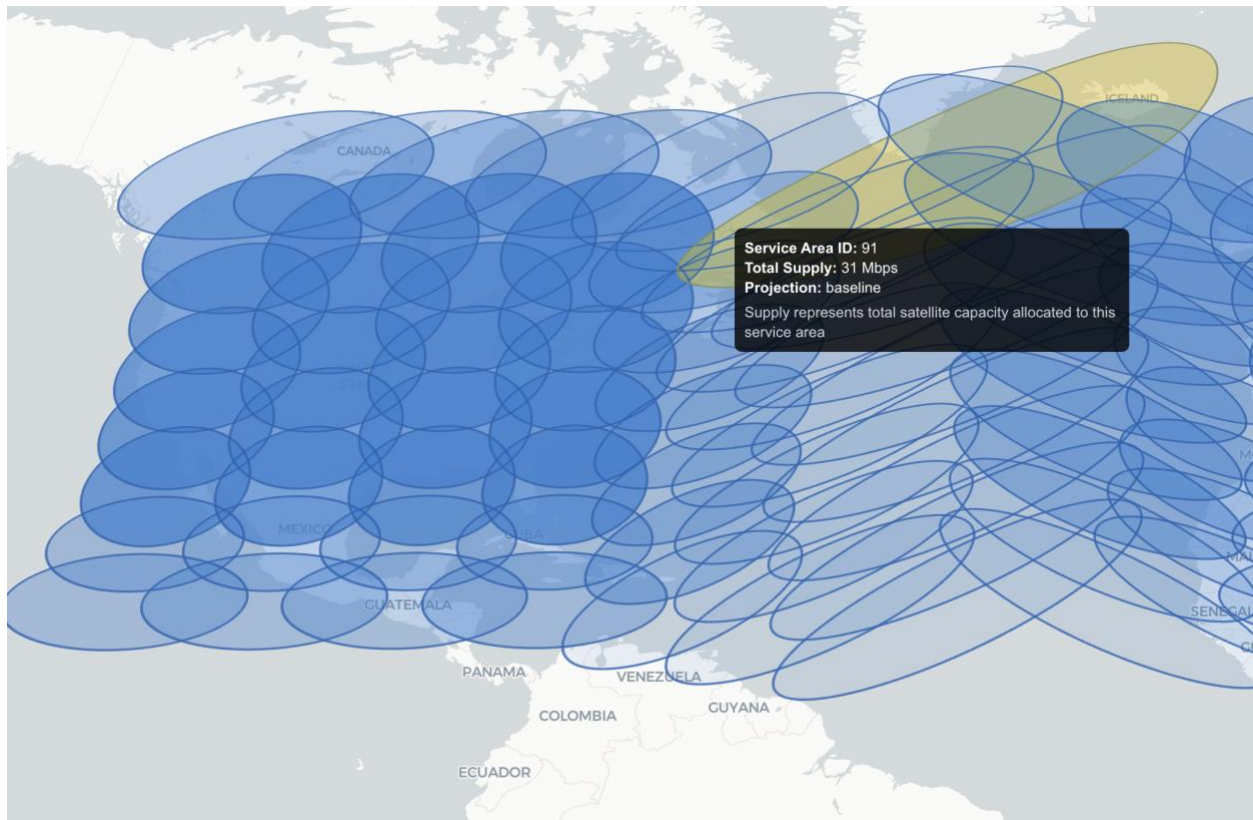 ICELAND
CANADA
Service Area ID: 91
Total Supply: 31 Mbps
Projection: baseline
Supply represents total satellite capacity allocated to this
service area
MEXICO
CUBA
GUATEMALA
SENEGAL
PANAMA
VENEZUELA
GUYANA
COLOMBIA
ECUADOR